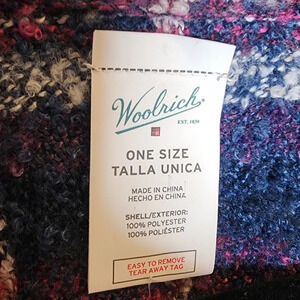 Woolrich
EST. 1830
ONE SIZE
TALLA UNICA
MADE IN CHINA
HECHO EN CHINA
SHELL/EXTERIOR:
100% POLYESTER
100% POLIÉSTER
EASY TO REMOVE
TEAR AWAY TAG